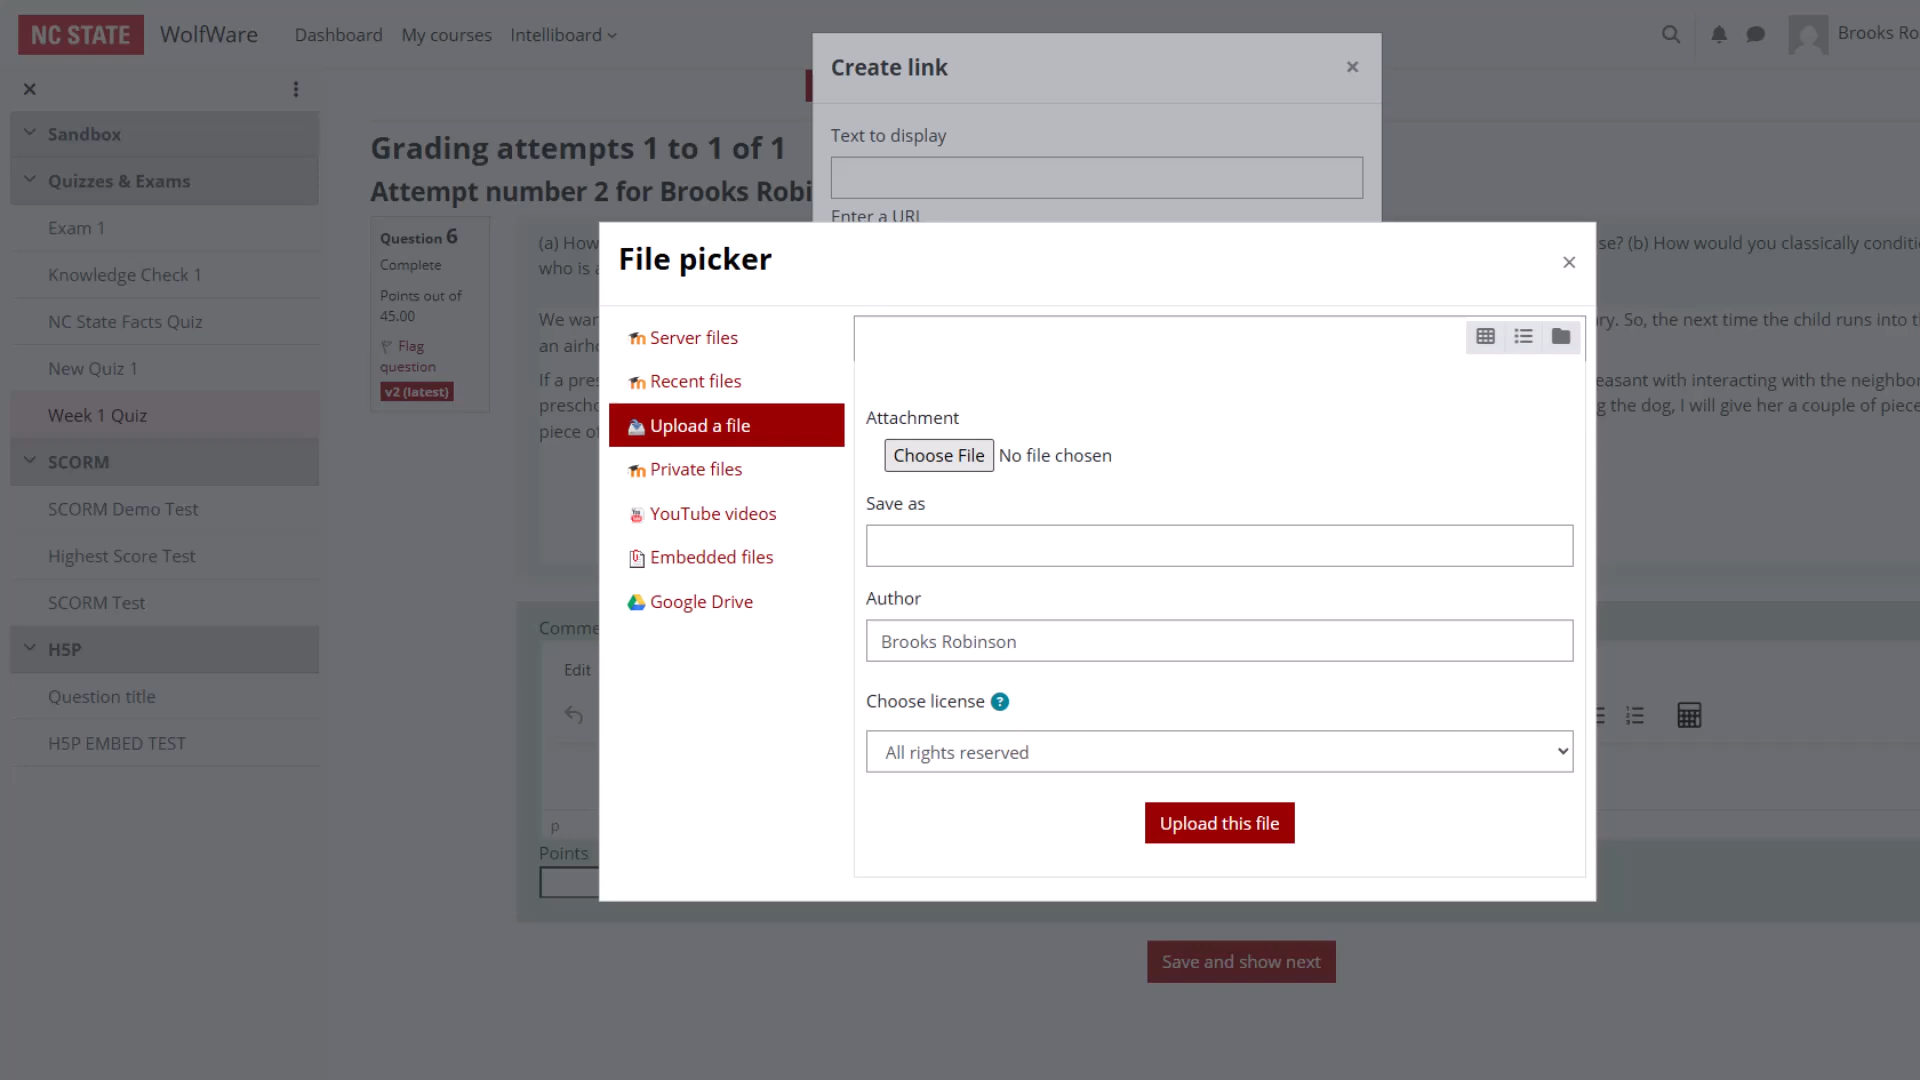 NC STATE WolfWare Dashboard My courses Intelliboard Brooks Ro
Create link
Text to display
Enter a URL
Sandbox
Quizzes & Exams
Exam 1
Knowledge Check 1
NC State Facts Quiz
New Quiz 1
Week 1 Quiz
SCORM
SCORM Demo Test
Highest Score Test
SCORM Test
H5P
Question title
H5P EMBED TEST
Grading attempts 1 to 1 of 1
Attempt number 2 for Brooks Robi
Question 6
Complete
Points out of
45.00
Flag
question
v2 (latest)
(a) How
who is
se? (b) How would you classically conditi
We
an
So, the next time the child runs into
If a
piece
with interacting with the neighbor
the dog, I will give her a couple of piece
File picker
Server files
Recent files
Upload a file
Private files
YouTube videos
Embedded files
Google Drive
Attachment
Choose File No file chosen
Save as
Author
Brooks Robinson
Choose license ?
All rights reserved
Upload this file
Comme
Edit
p
Points
Save and show next